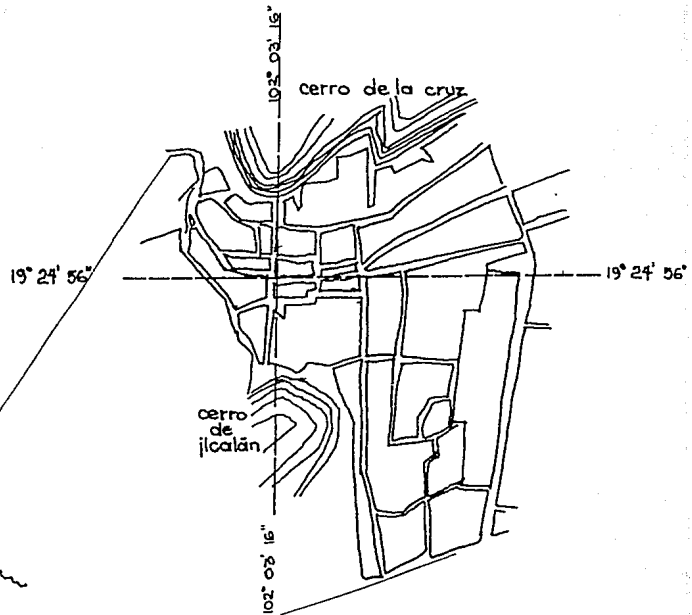 102° 03' 16"
cerro de la cruz
19° 24' 56"
19° 24' 56"
cerro
de
jicalán
102° 03' 16"